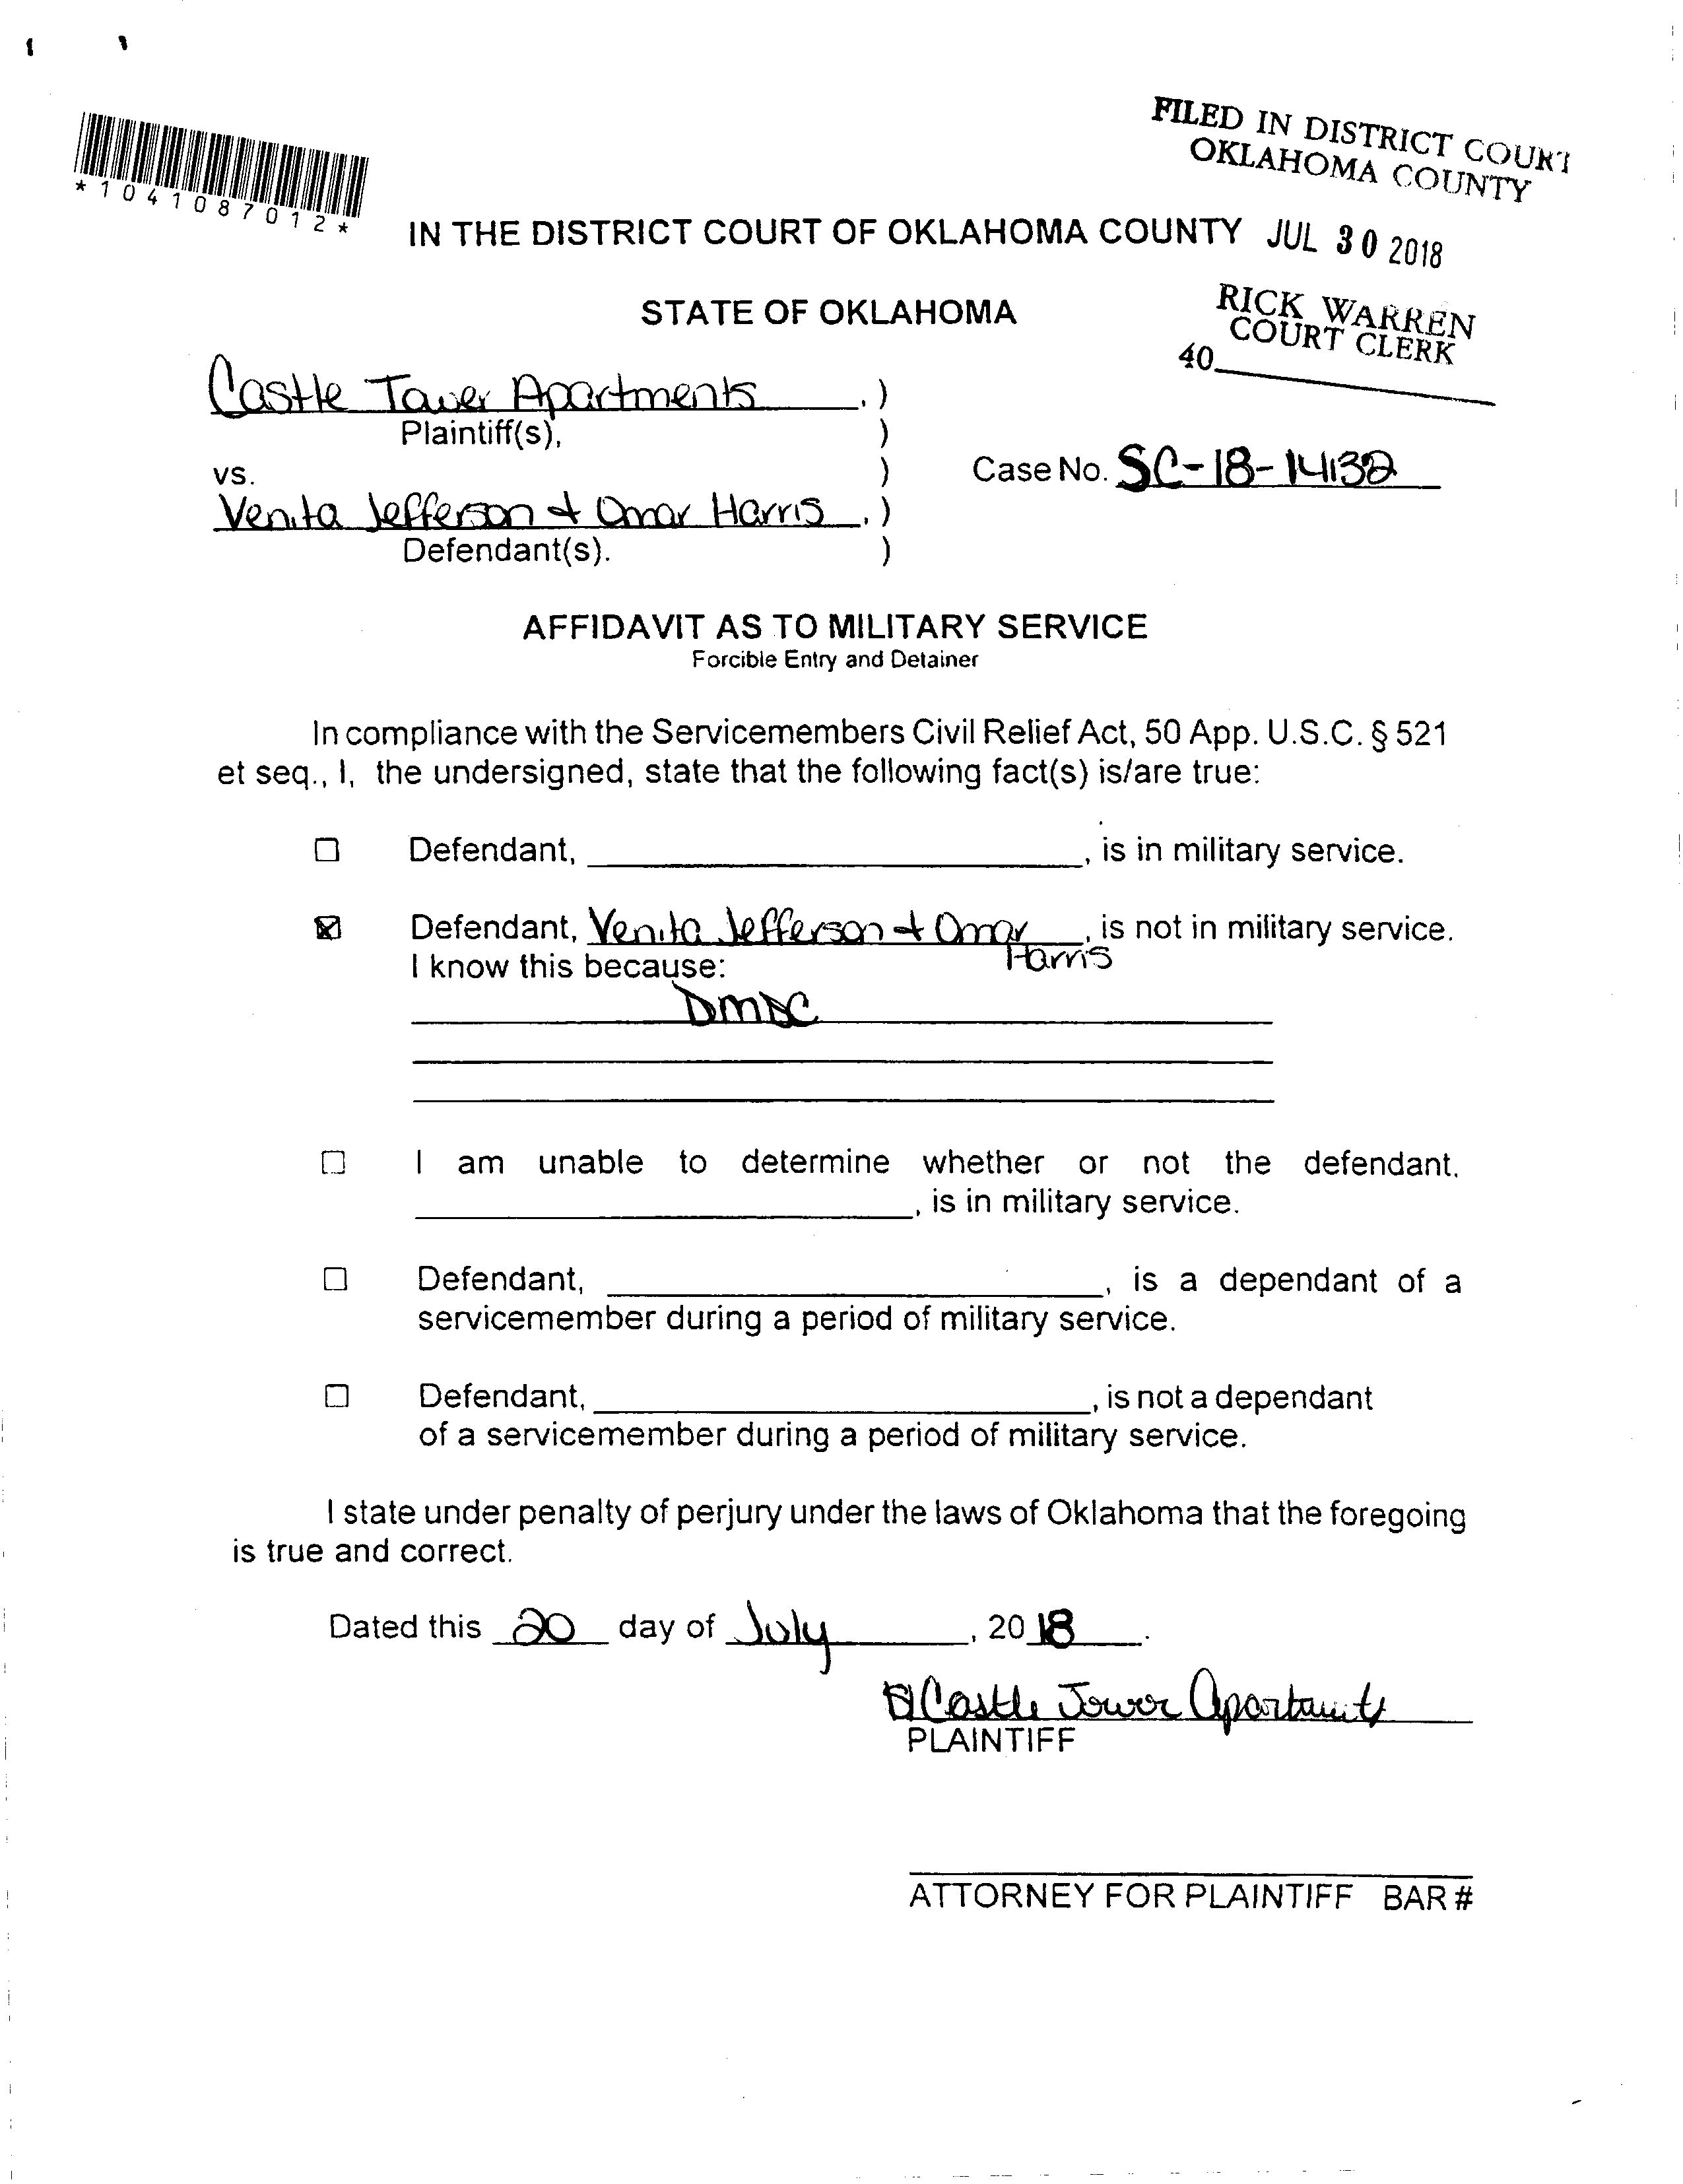 FILED IN DISTRICT COURT
OKLAHOMA COUNTY
*1041087012*
IN THE DISTRICT COURT OF OKLAHOMA COUNTY JUL 30 2018
STATE OF OKLAHOMA
RICK WARREN
COURT CLERK
40
Castle Tower Apartments, )
Plaintiff(s), )
vs. ) Case No. SC-18-14132
Venita Jefferson & Omar Harris, )
Defendant(s). )
AFFIDAVIT AS TO MILITARY SERVICE
Forcible Entry and Detainer
In compliance with the Servicemembers Civil Relief Act, 50 App. U.S.C. § 521
et seq., I, the undersigned, state that the following fact(s) is/are true:
☐ Defendant, , is in military service.
☒ Defendant, Venita Jefferson & Omar Harris, is not in military service.
I know this because:
DMDC
☐ I am unable to determine whether or not the defendant,
, is in military service.
☐ Defendant, , is a dependant of a
servicemember during a period of military service.
☐ Defendant, , is not a dependant
of a servicemember during a period of military service.
I state under penalty of perjury under the laws of Oklahoma that the foregoing
is true and correct.
Dated this 20 day of July, 2018.
Castle Tower Apartments
PLAINTIFF
ATTORNEY FOR PLAINTIFF BAR #